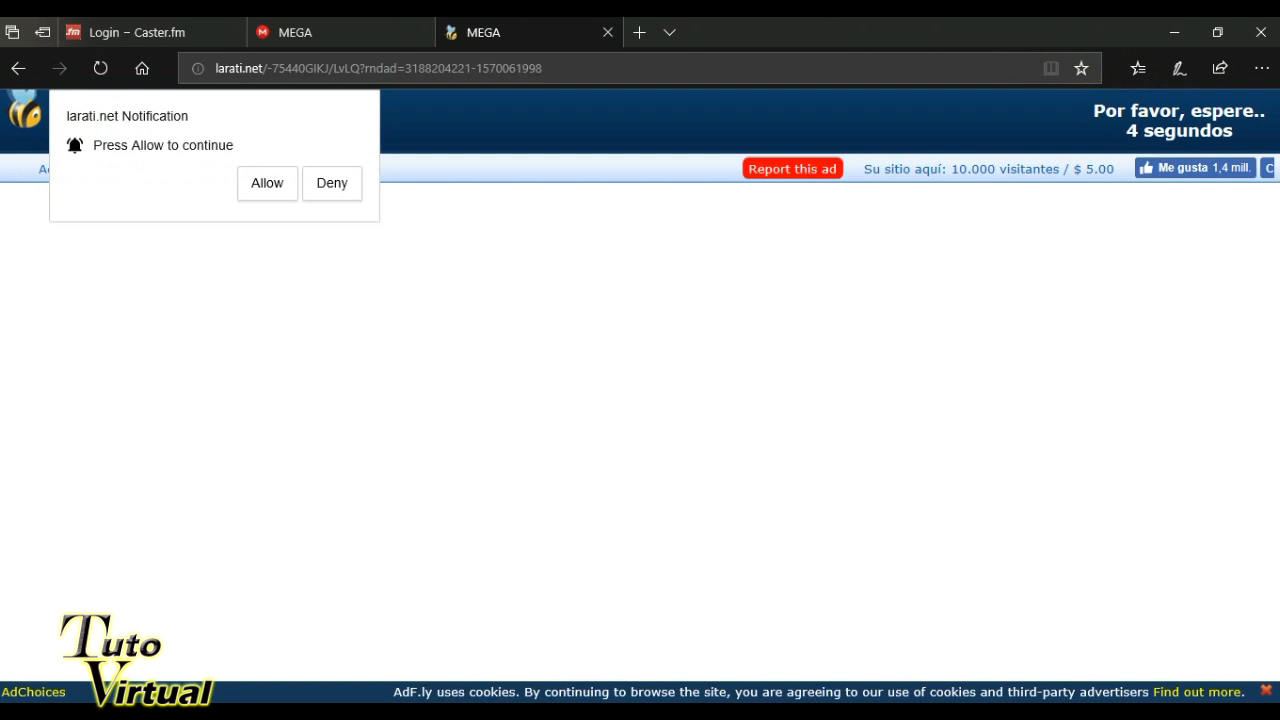 Login – Caster.fm
MEGA
MEGA
larati.net/-75440GIKJ/LvLQ?rndad=3188204221-1570061998
larati.net Notification
Press Allow to continue
Allow
Deny
Por favor, espere..
4 segundos
Report this ad
Su sitio aquí: 10.000 visitantes / $ 5.00
Me gusta 1,4 mill.
Tuto
Virtual
AdChoices
AdF.ly uses cookies. By continuing to browse the site, you are agreeing to our use of cookies and third-party advertisers Find out more.